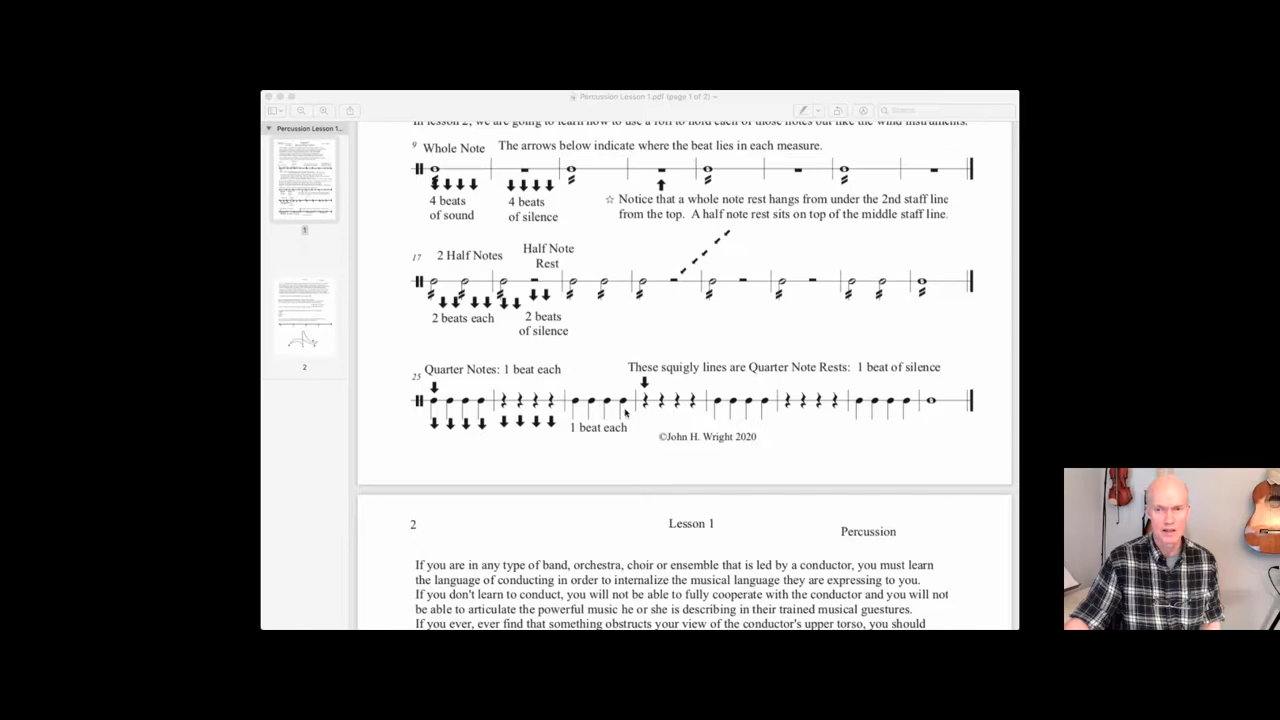 Percussion Lesson 1.pdf (page 1 of 2)
Search
Percussion Lesson 1...
1
2
In lesson 2, we are going to learn how to use a roll to hold each of those notes out like the wind instruments.
9 Whole Note The arrows below indicate where the beat lies in each measure.
4 beats
of sound
4 beats
of silence
☆ Notice that a whole note rest hangs from under the 2nd staff line
from the top. A half note rest sits on top of the middle staff line.
17 2 Half Notes
Half Note
Rest
2 beats each
2 beats
of silence
25 Quarter Notes: 1 beat each
These squigly lines are Quarter Note Rests: 1 beat of silence
1 beat each
©John H. Wright 2020
2 Lesson 1 Percussion
If you are in any type of band, orchestra, choir or ensemble that is led by a conductor, you must learn
the language of conducting in order to internalize the musical language they are expressing to you.
If you don't learn to conduct, you will not be able to fully cooperate with the conductor and you will not
be able to articulate the powerful music he or she is describing in their trained musical guestures.
If you ever, ever find that something obstructs your view of the conductor's upper torso, you should